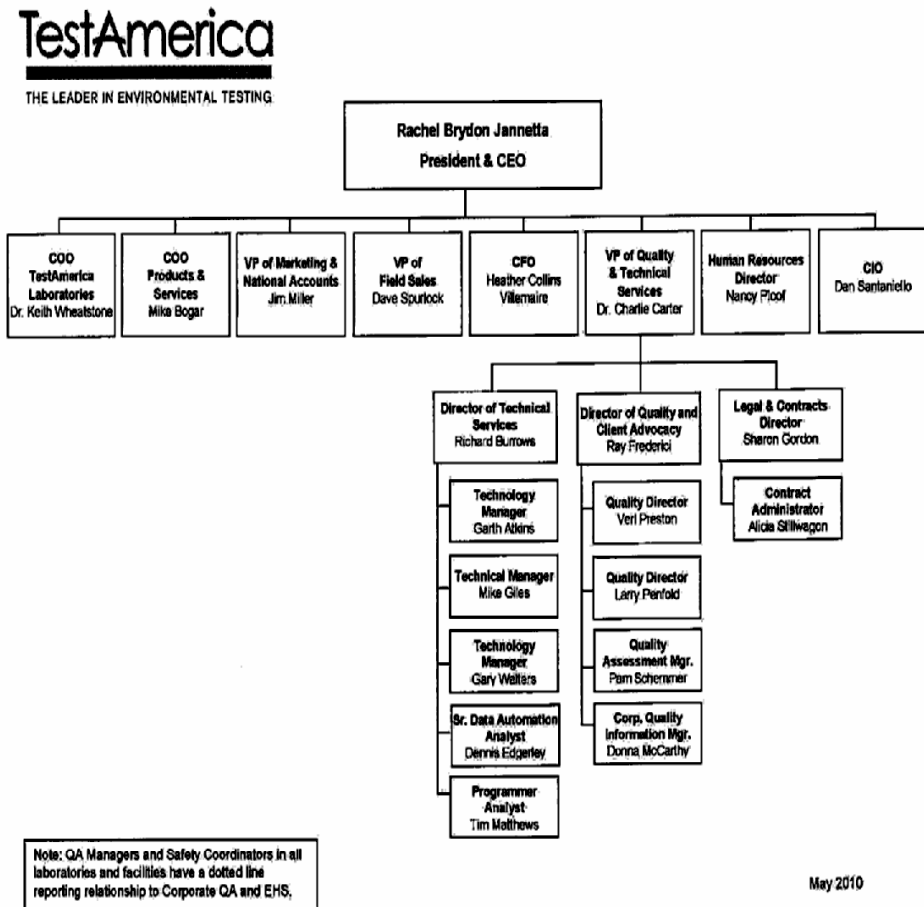 TestAmerica
THE LEADER IN ENVIRONMENTAL TESTING
Rachel Brydon Jannetta
President & CEO
COO
TestAmerica
Laboratories
Dr. Keith Wheatstone
COO
Products &
Services
Mike Bogar
VP of Marketing &
National Accounts
Jim Miller
VP of
Field Sales
Dave Spurlock
CFO
Heather Collins
Villemaire
VP of Quality
& Technical
Services
Dr. Charlie Carter
Human Resources
Director
Nancy Ploof
CIO
Dan Santaniello
Director of Technical
Services
Richard Burrows
Technology
Manager
Garth Atkins
Technical Manager
Mike Giles
Technology
Manager
Gary Walters
Sr. Data Automation
Analyst
Dennis Edgerley
Programmer
Analyst
Tim Matthews
Director of Quality and
Client Advocacy
Ray Frederici
Quality Director
Verl Preston
Quality Director
Larry Penfold
Quality
Assessment Mgr.
Pam Schemmer
Corp. Quality
Information Mgr.
Donna McCarthy
Legal & Contracts
Director
Sharon Gordon
Contract
Administrator
Alicia Stillwagon
Note: QA Managers and Safety Coordinators in all
laboratories and facilities have a dotted line
reporting relationship to Corporate QA and EHS.
May 2010